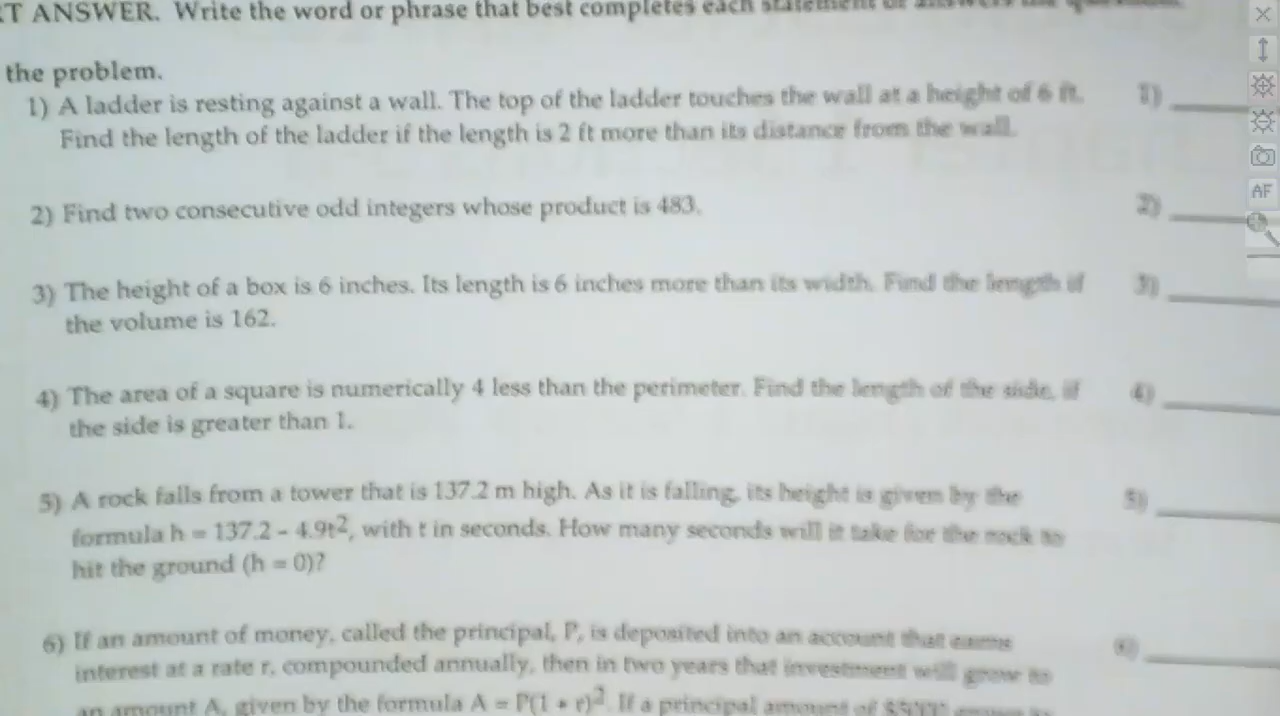 T ANSWER. Write the word or phrase that best completes each statement or answers the
the problem.
1) A ladder is resting against a wall. The top of the ladder touches the wall at a height of 6 ft. 1)
Find the length of the ladder if the length is 2 ft more than its distance from the wall.
2) Find two consecutive odd integers whose product is 483. 2)
3) The height of a box is 6 inches. Its length is 6 inches more than its width. Find the length if 3)
the volume is 162.
4) The area of a square is numerically 4 less than the perimeter. Find the length of the side, if 4)
the side is greater than 1.
5) A rock falls from a tower that is 137.2 m high. As it is falling, its height is given by the 5)
formula h = 137.2 - 4.9t², with t in seconds. How many seconds will it take for the rock to
hit the ground (h = 0)?
6) If an amount of money, called the principal, P, is deposited into an account that earns 6)
interest at a rate r, compounded annually, then in two years that investment will grow to
an amount A, given by the formula A = P(1 + r)². If a principal amount of
AF